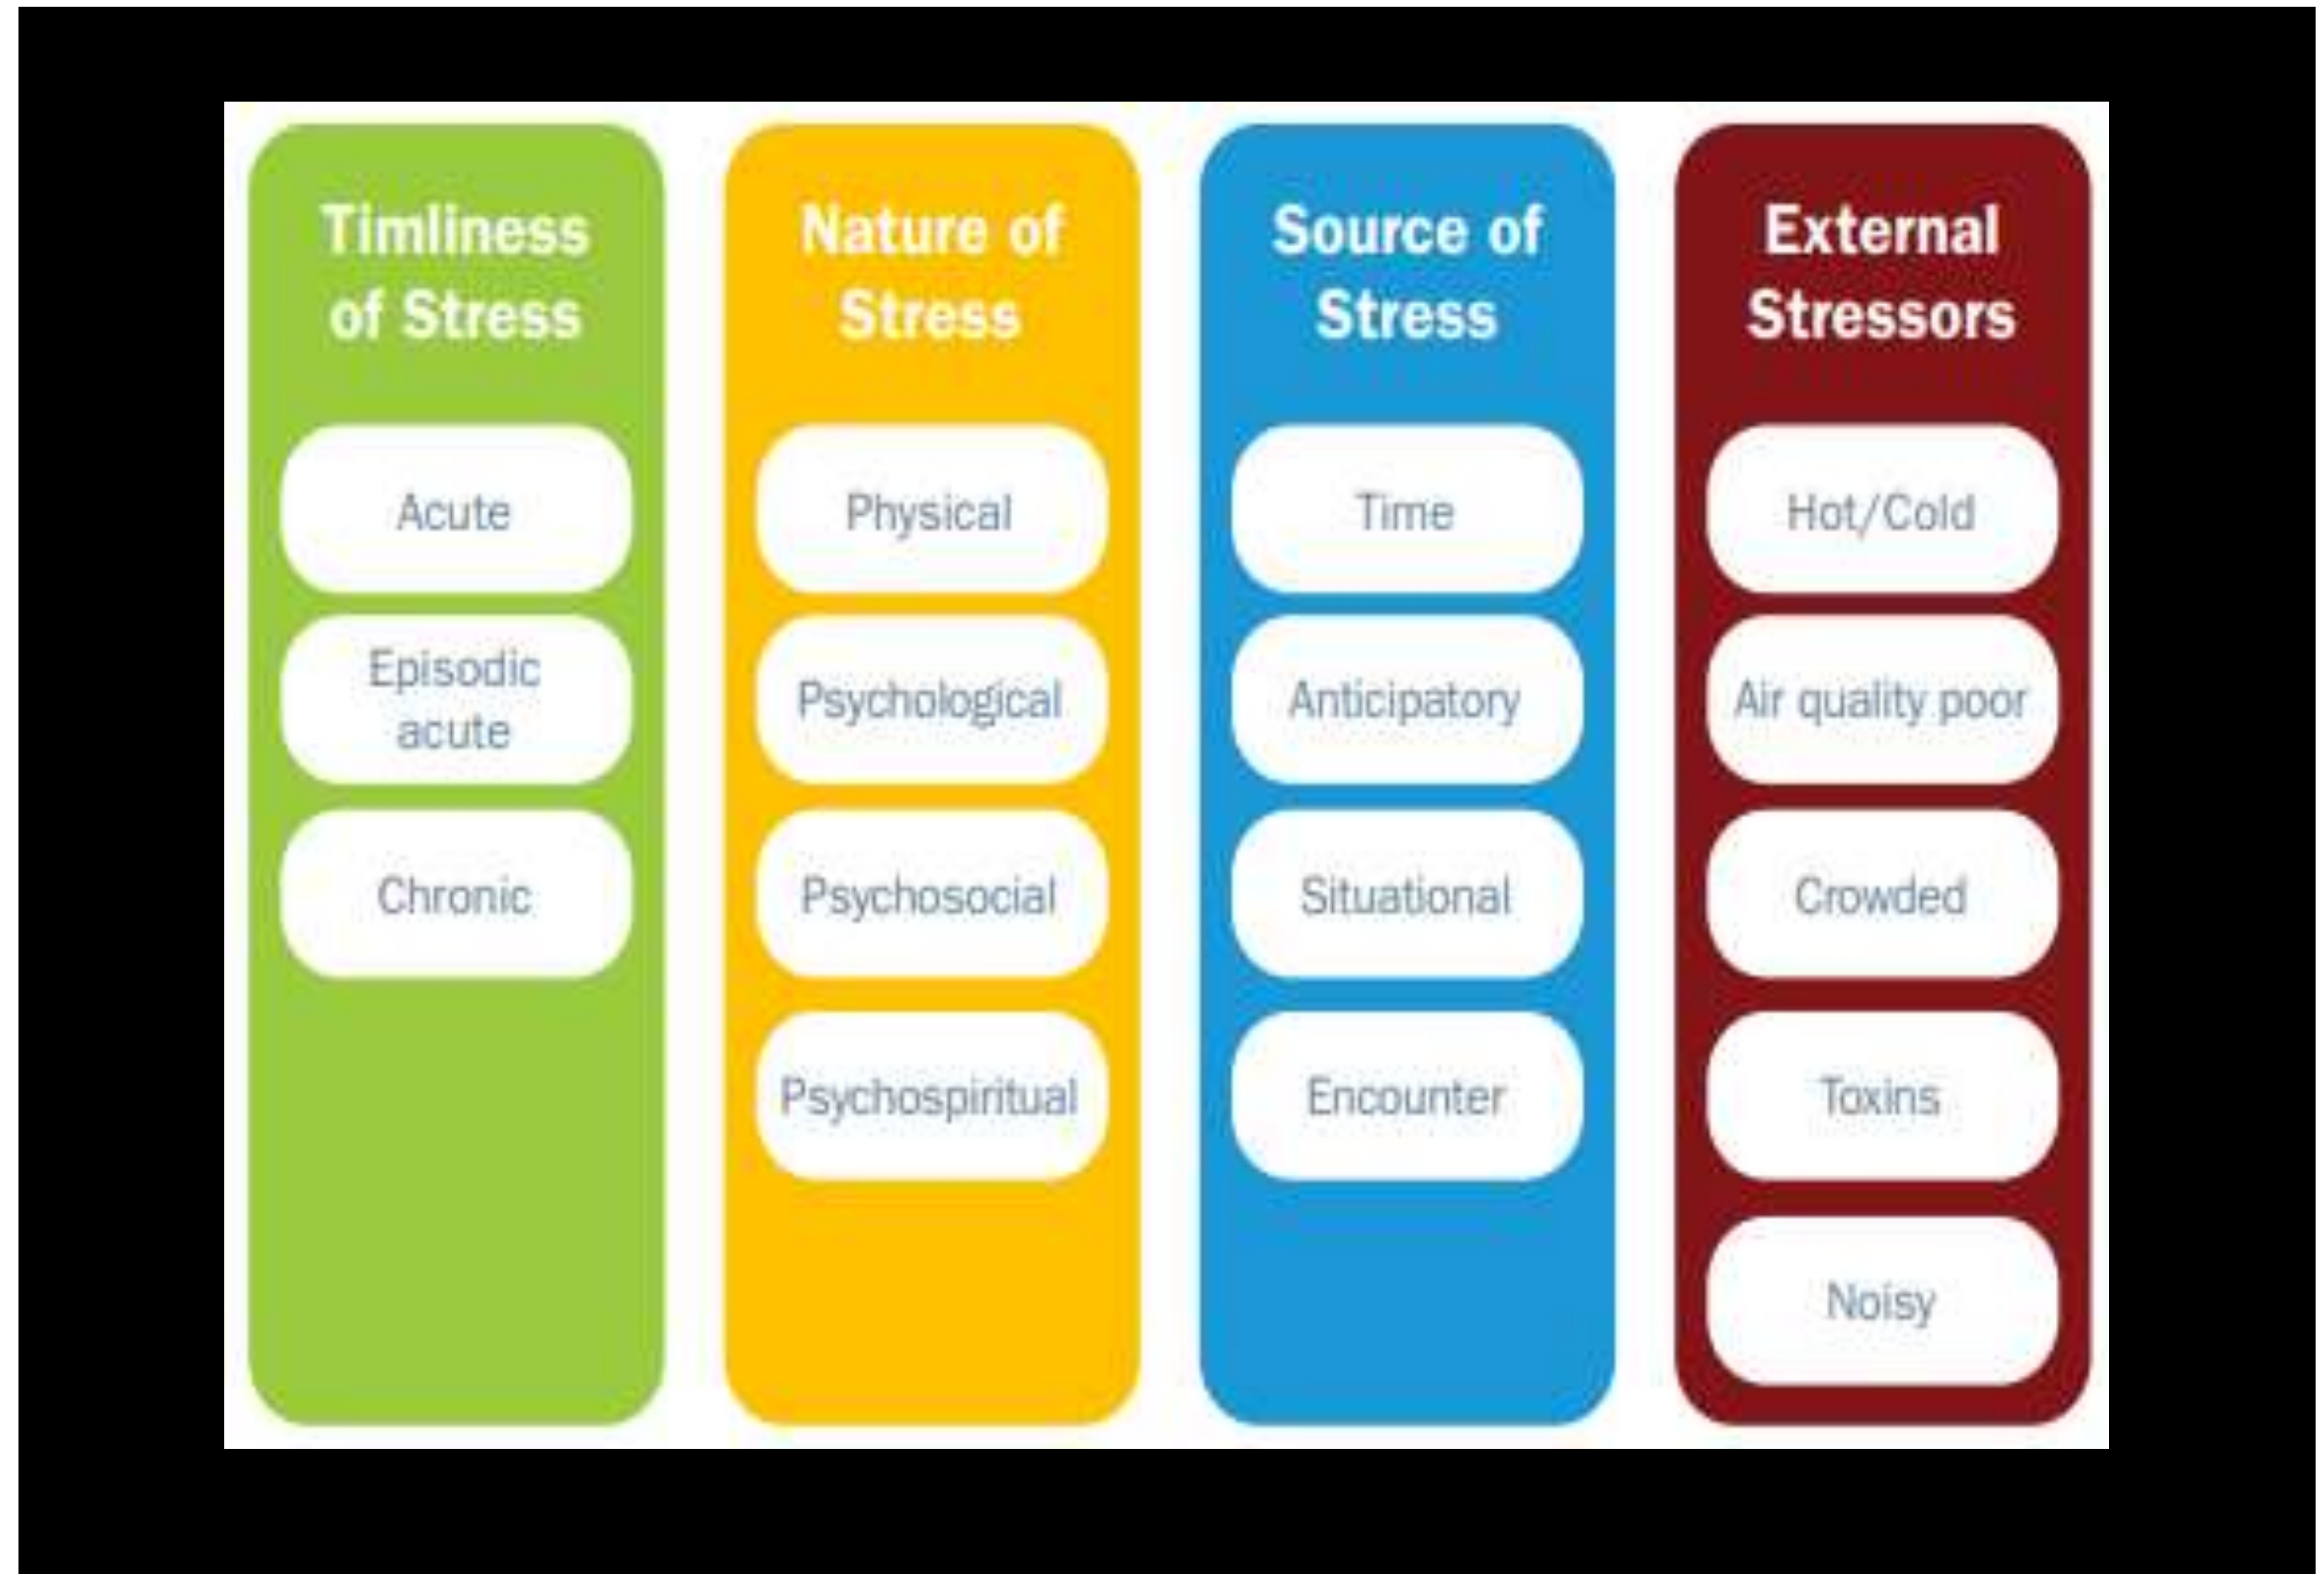 Timliness
of Stress
Acute
Episodic
acute
Chronic
Nature of
Stress
Physical
Psychological
Psychosocial
Psychospiritual
Source of
Stress
Time
Anticipatory
Situational
Encounter
External
Stressors
Hot/Cold
Air quality poor
Crowded
Toxins
Noisy